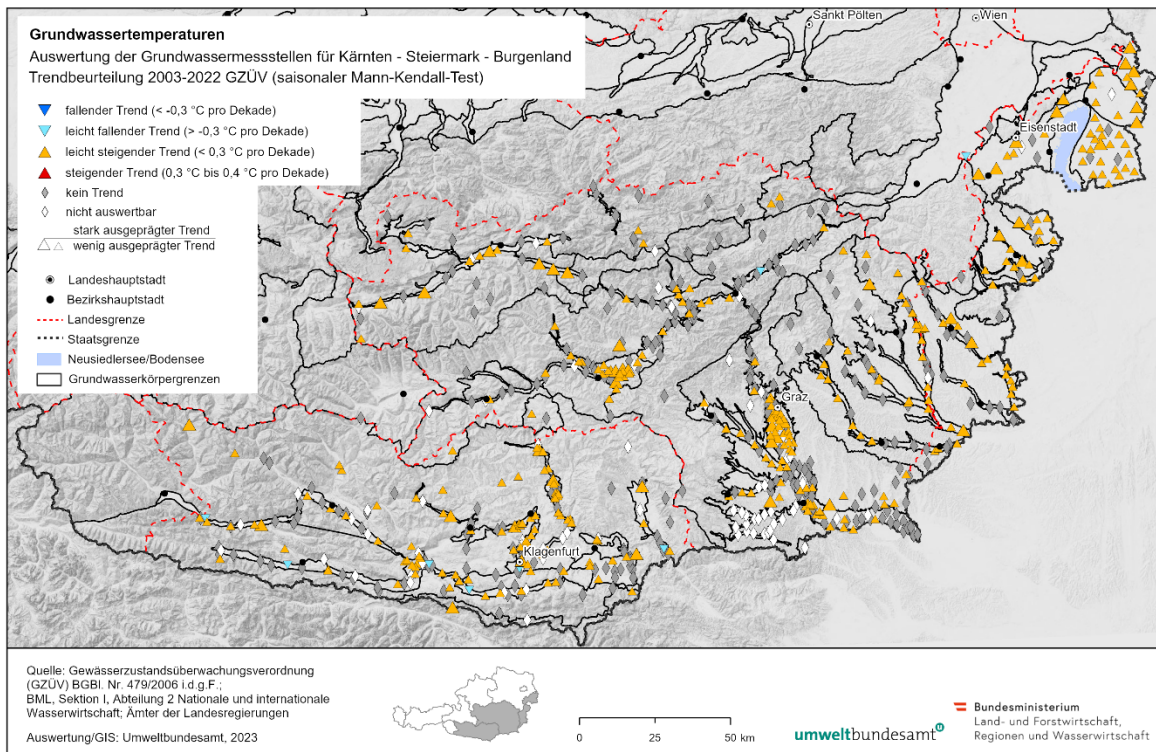 Grundwassertemperaturen
Auswertung der Grundwassermessstellen für Kärnten - Steiermark - Burgenland
Trendbeurteilung 2003-2022 GZÜV (saisonaler Mann-Kendall-Test)
fallender Trend (< -0,3 °C pro Dekade)
leicht fallender Trend (> -0,3 °C pro Dekade)
leicht steigender Trend (< 0,3 °C pro Dekade)
steigender Trend (0,3 °C bis 0,4 °C pro Dekade)
kein Trend
nicht auswertbar
stark ausgeprägter Trend
wenig ausgeprägter Trend
Landeshauptstadt
Bezirkshauptstadt
Landesgrenze
Staatsgrenze
Neusiedlersee/Bodensee
Grundwasserkörpergrenzen
Sankt Pölten
Wien
Eisenstadt
Graz
Klagenfurt
Quelle: Gewässerzustandsüberwachungsverordnung
(GZÜV) BGBl. Nr. 479/2006 i.d.g.F.;
BML, Sektion I, Abteilung 2 Nationale und internationale
Wasserwirtschaft; Ämter der Landesregierungen
Auswertung/GIS: Umweltbundesamt, 2023
0 25 50 km
umweltbundesamt
Bundesministerium
Land- und Forstwirtschaft,
Regionen und Wasserwirtschaft